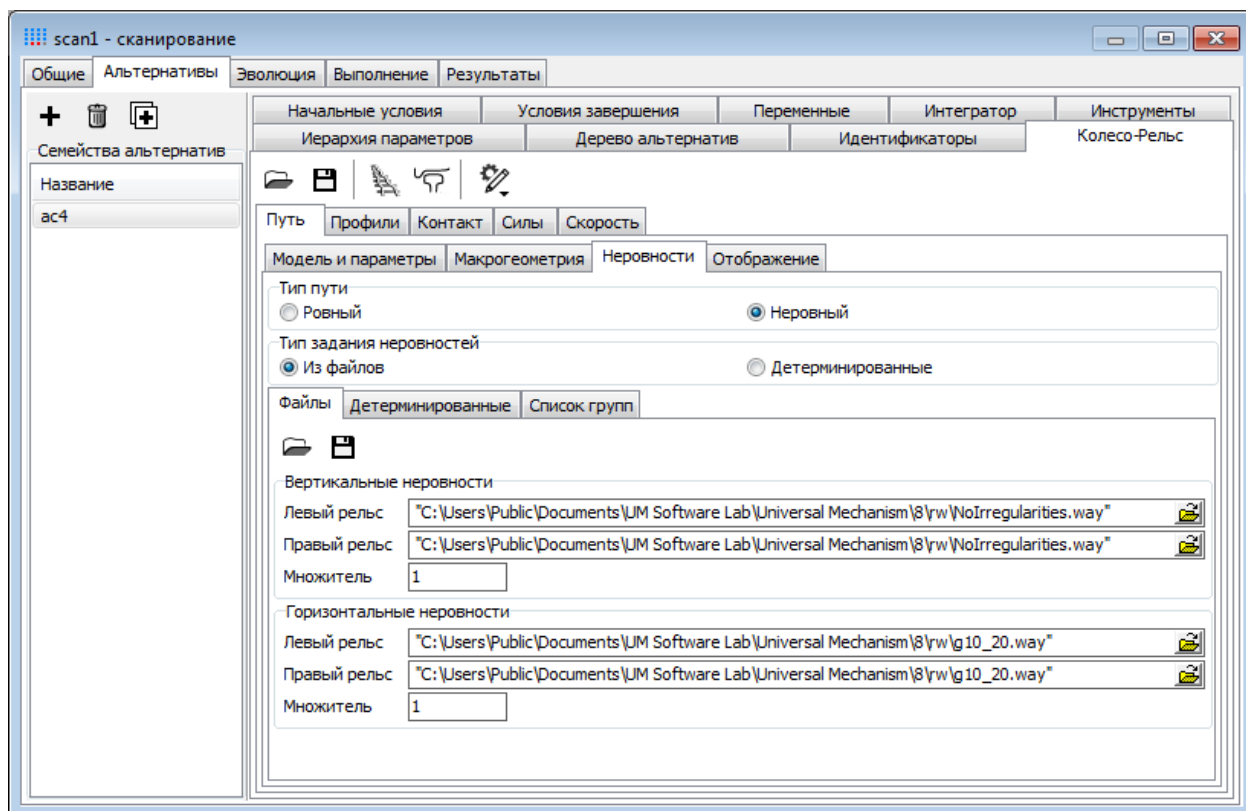 scan1 - сканирование
Общие Альтернативы Эволюция Выполнение Результаты
Семейства альтернатив
Название
ac4
Начальные условия Условия завершения Переменные Интегратор Инструменты
Иерархия параметров Дерево альтернатив Идентификаторы Колесо-Рельс
Путь Профили Контакт Силы Скорость
Модель и параметры Макрогеометрия Неровности Отображение
Тип пути
Ровный Неровный
Тип задания неровностей
Из файлов Детерминированные
Файлы Детерминированные Список групп
Вертикальные неровности
Левый рельс "C:\Users\Public\Documents\UM Software Lab\Universal Mechanism\8\rw\NoIrregularities.way"
Правый рельс "C:\Users\Public\Documents\UM Software Lab\Universal Mechanism\8\rw\NoIrregularities.way"
Множитель 1
Горизонтальные неровности
Левый рельс "C:\Users\Public\Documents\UM Software Lab\Universal Mechanism\8\rw\g10_20.way"
Правый рельс "C:\Users\Public\Documents\UM Software Lab\Universal Mechanism\8\rw\g10_20.way"
Множитель 1